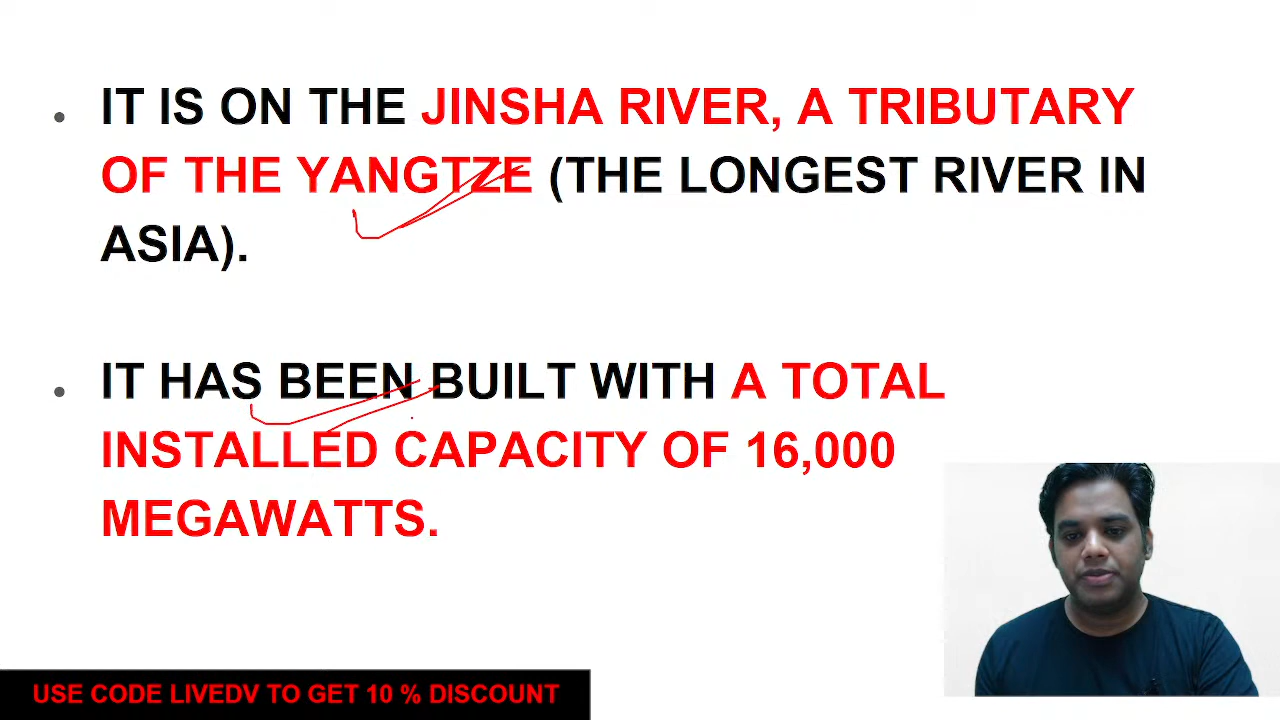 IT IS ON THE JINSHA RIVER, A TRIBUTARY
OF THE YANGTZE (THE LONGEST RIVER IN
ASIA).
IT HAS BEEN BUILT WITH A TOTAL
INSTALLED CAPACITY OF 16,000
MEGAWATTS.
USE CODE LIVEDV TO GET 10 % DISCOUNT